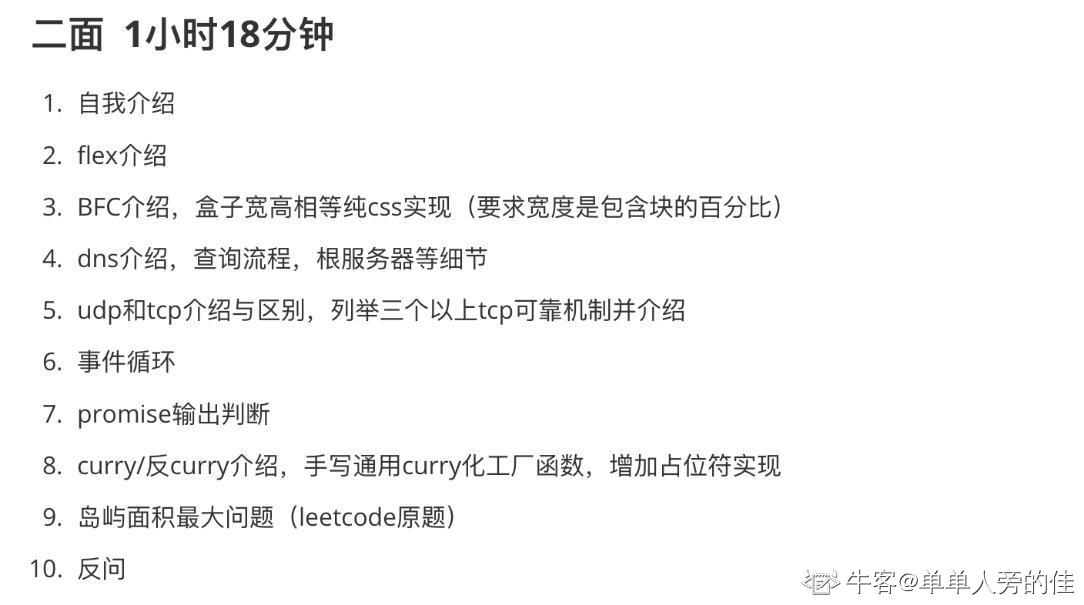 二面 1小时18分钟
1. 自我介绍
2. flex介绍
3. BFC介绍，盒子宽高相等纯css实现（要求宽度是包含块的百分比）
4. dns介绍，查询流程，根服务器等细节
5. udp和tcp介绍与区别，列举三个以上tcp可靠机制并介绍
6. 事件循环
7. promise输出判断
8. curry/反curry介绍，手写通用curry化工厂函数，增加占位符实现
9. 岛屿面积最大问题（leetcode原题）
10. 反问
牛客@单单人旁的佳